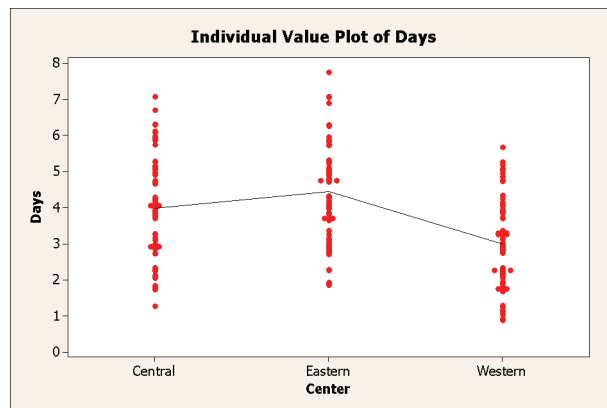 Individual Value Plot of Days
8
7
6
5
4
3
2
1
0
Days
Central Eastern Western
Center